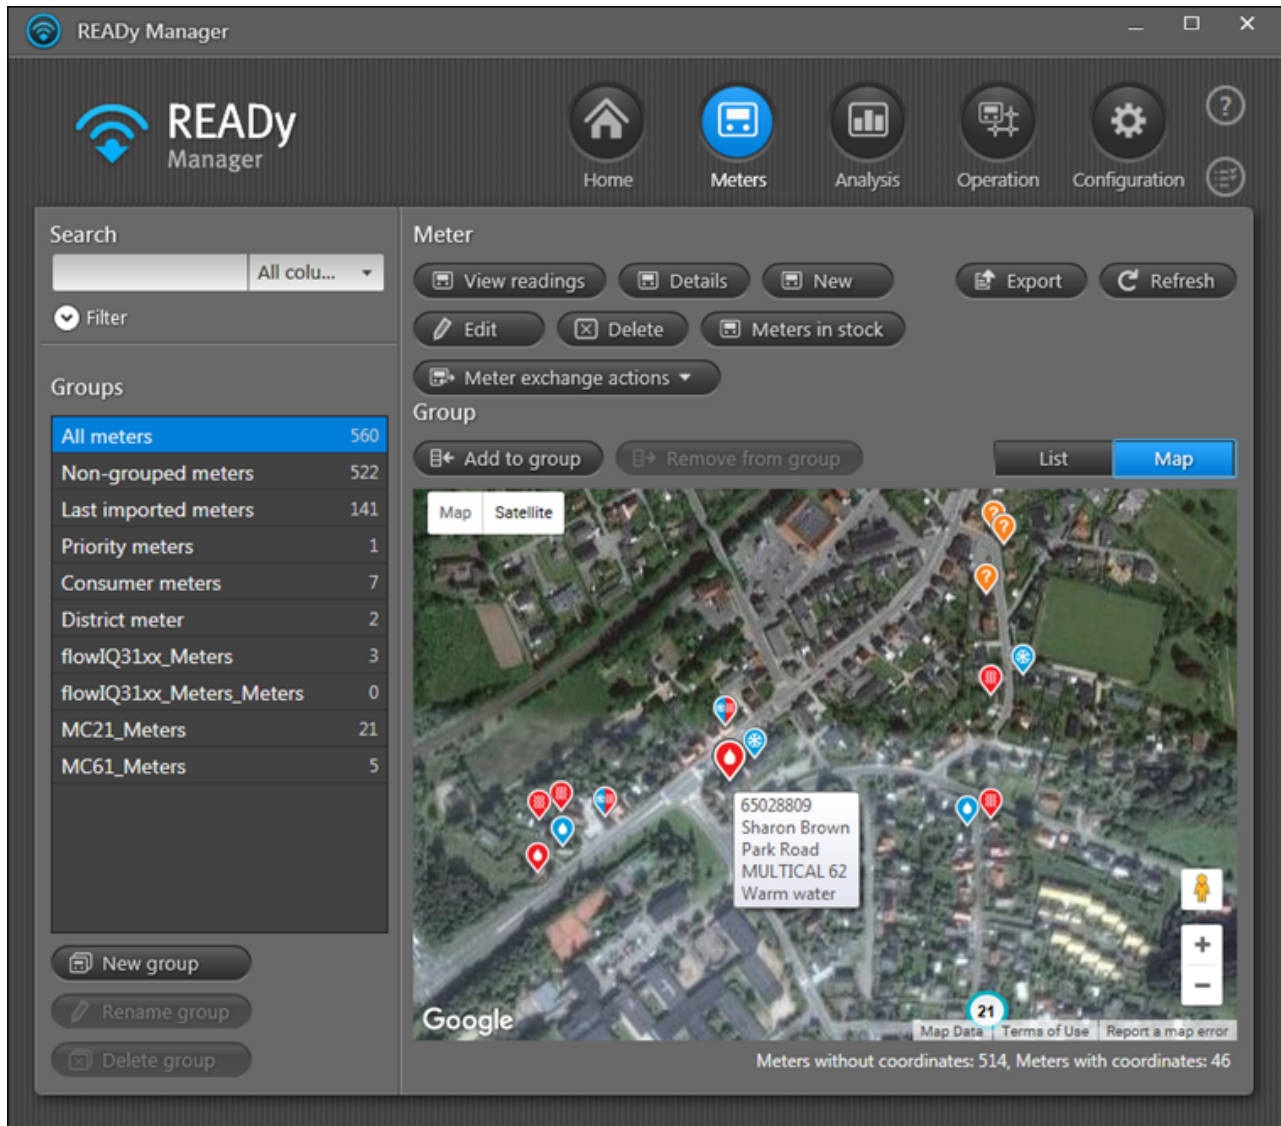 READy Manager
READy
Manager
Home
Meters
Analysis
Operation
Configuration
?
Search
All colu...
Filter
Groups
All meters 560
Non-grouped meters 522
Last imported meters 141
Priority meters 1
Consumer meters 7
District meter 2
flowIQ31xx_Meters 3
flowIQ31xx_Meters_Meters 0
MC21_Meters 21
MC61_Meters 5
New group
Rename group
Delete group
Meter
View readings
Details
New
Export
Refresh
Edit
Delete
Meters in stock
Meter exchange actions
Group
Add to group
Remove from group
List
Map
Map
Satellite
?
?
?
65028809
Sharon Brown
Park Road
MULTICAL 62
Warm water
+
−
21
Google
Map Data
Terms of Use
Report a map error
Meters without coordinates: 514, Meters with coordinates: 46